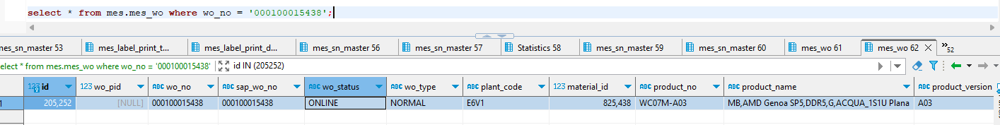 select * from mes.mes_wo where wo_no = '000100015438';
mes_sn_master 53 mes_label_print_t... mes_label_print_d... mes_sn_master 56 mes_sn_master 57 Statistics 58 mes_sn_master 59 mes_sn_master 60 mes_wo 61 mes_wo 62 52
elect * from mes.mes_wo where wo_no = '000100015438' id IN (205252)
123 id 123 wo_pid ABC wo_no ABC sap_wo_no ABC wo_status ABC wo_type ABC plant_code 123 material_id ABC product_no ABC product_name ABC product_version
1 205,252 [NULL] 000100015438 000100015438 ONLINE NORMAL E6V1 825,438 WC07M-A03 MB,AMD Genoa SP5,DDR5,G,ACQUA_1S1U Plana A03